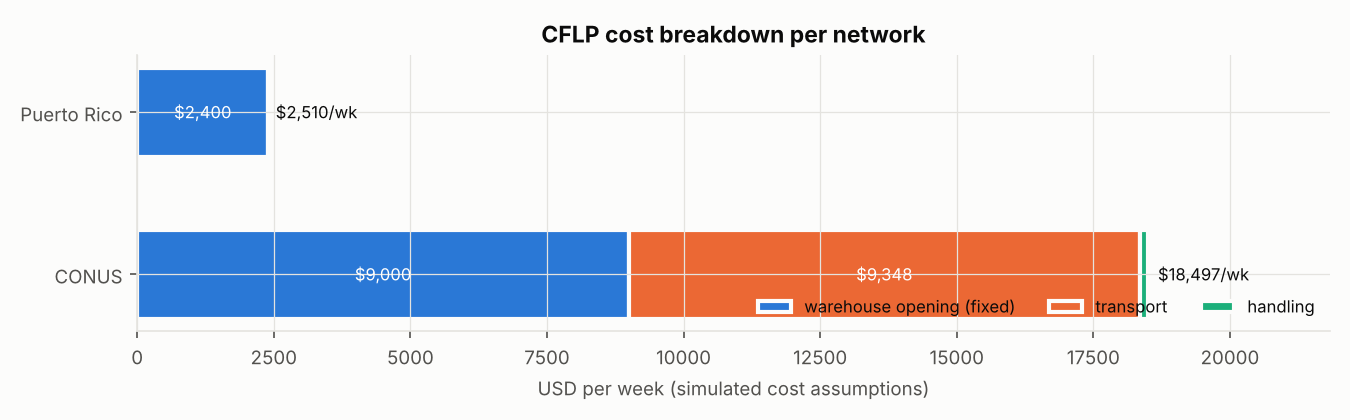 CFLP cost breakdown per network
Puerto Rico
$2,400
$2,510/wk
CONUS
$9,000
$9,348
$18,497/wk
warehouse opening (fixed)
transport
handling
0 2500 5000 7500 10000 12500 15000 17500 20000
USD per week (simulated cost assumptions)